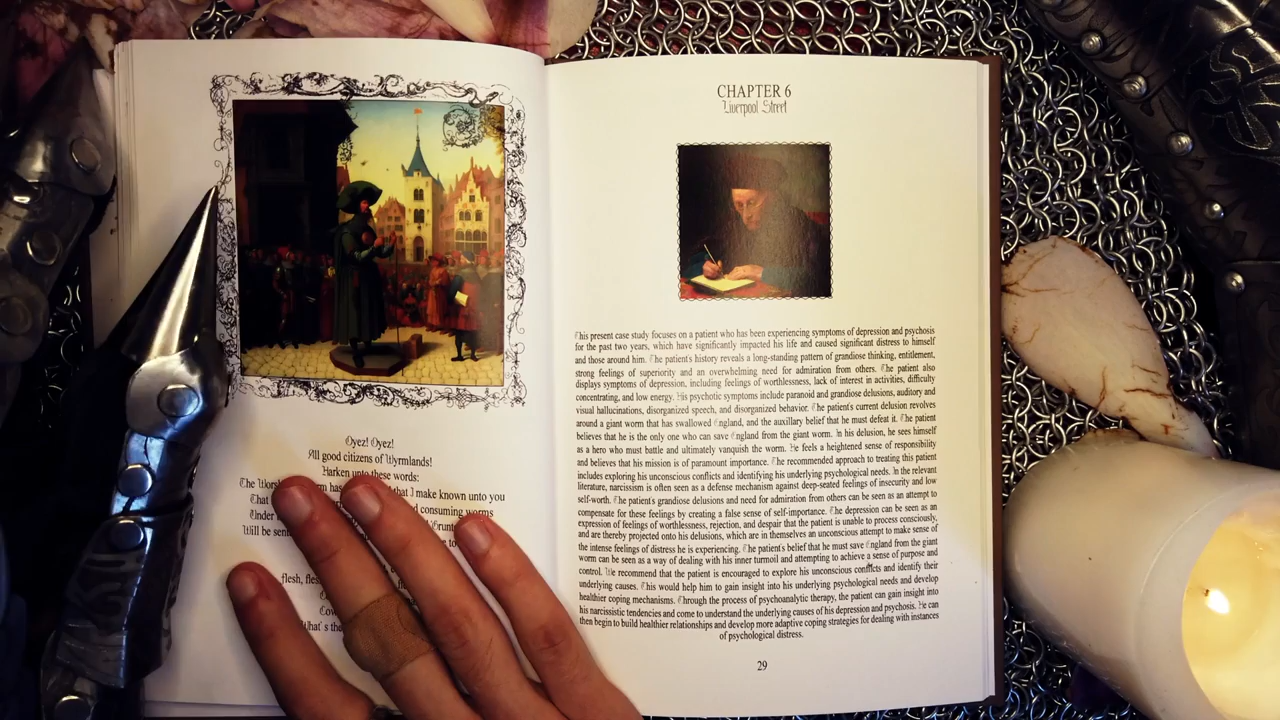 Oyez! Oyez!
All good citizens of Wyrmlands!
Harken unto these words:
The that I make known unto you
That consuming worms
Under
Will be
flesh,
CHAPTER 6
Liverpool Street
This present case study focuses on a patient who has been experiencing symptoms of depression and psychosis
for the past two years, which have significantly impacted his life and caused significant distress to himself
and those around him. The patient's history reveals a long-standing pattern of grandiose thinking, entitlement,
strong feelings of superiority and an overwhelming need for admiration from others. The patient also
displays symptoms of depression, including feelings of worthlessness, lack of interest in activities, difficulty
concentrating, and low energy. His psychotic symptoms include paranoid and grandiose delusions, auditory and
visual hallucinations, disorganized speech, and disorganized behavior. The patient's current delusion revolves
around a giant worm that has swallowed England, and the auxillary belief that he must defeat it. The patient
believes that he is the only one who can save England from the giant worm. In his delusion, he sees himself
as a hero who must battle and ultimately vanquish the worm. He feels a heightened sense of responsibility
and believes that his mission is of paramount importance. The recommended approach to treating this patient
includes exploring his unconscious conflicts and identifying his underlying psychological needs. In the relevant
literature, narcissism is often seen as a defense mechanism against deep-seated feelings of insecurity and low
self-worth. The patient's grandiose delusions and need for admiration from others can be seen as an attempt to
compensate for these feelings by creating a false sense of self-importance. The depression can be seen as an
expression of feelings of worthlessness, rejection, and despair that the patient is unable to process consciously,
and are thereby projected onto his delusions, which are in themselves an unconscious attempt to make sense of
the intense feelings of distress he is experiencing. The patient's belief that he must save England from the giant
worm can be seen as a way of dealing with his inner turmoil and attempting to achieve a sense of purpose and
control. We recommend that the patient is encouraged to explore his unconscious conflicts and identify their
underlying causes. This would help him to gain insight into his underlying psychological needs and develop
healthier coping mechanisms. Through the process of psychoanalytic therapy, the patient can gain insight into
his narcissistic tendencies and come to understand the underlying causes of his depression and psychosis. He can
then begin to build healthier relationships and develop more adaptive coping strategies for dealing with instances
of psychological distress.
29